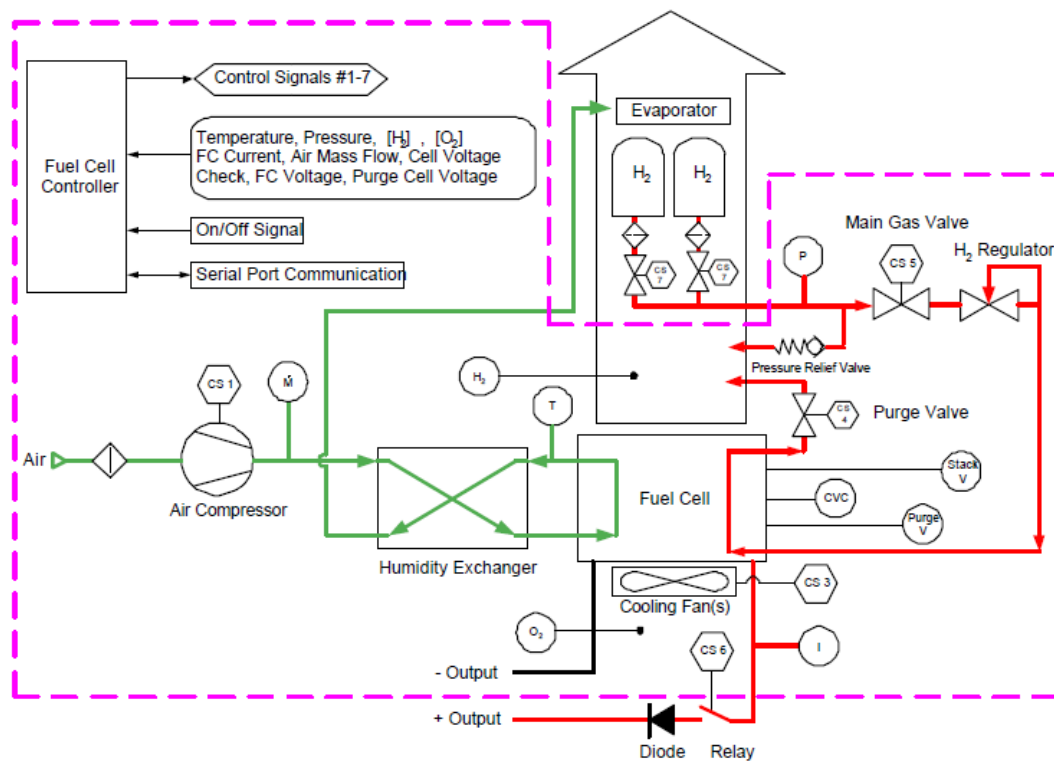 Control Signals #1-7
Fuel Cell
Controller
Temperature, Pressure, [H2] , [O2]
FC Current, Air Mass Flow, Cell Voltage
Check, FC Voltage, Purge Cell Voltage
On/Off Signal
Serial Port Communication
Evaporator
H2
H2
CS 7
CS 7
P
Main Gas Valve
CS 5
H2 Regulator
Pressure Relief Valve
H2
CS 4
Purge Valve
CS 1
Ṁ
T
Air
Air Compressor
Humidity Exchanger
Fuel Cell
Stack V
CVC
Purge V
Cooling Fan(s)
CS 3
O2
- Output
CS 6
I
+ Output
Diode
Relay